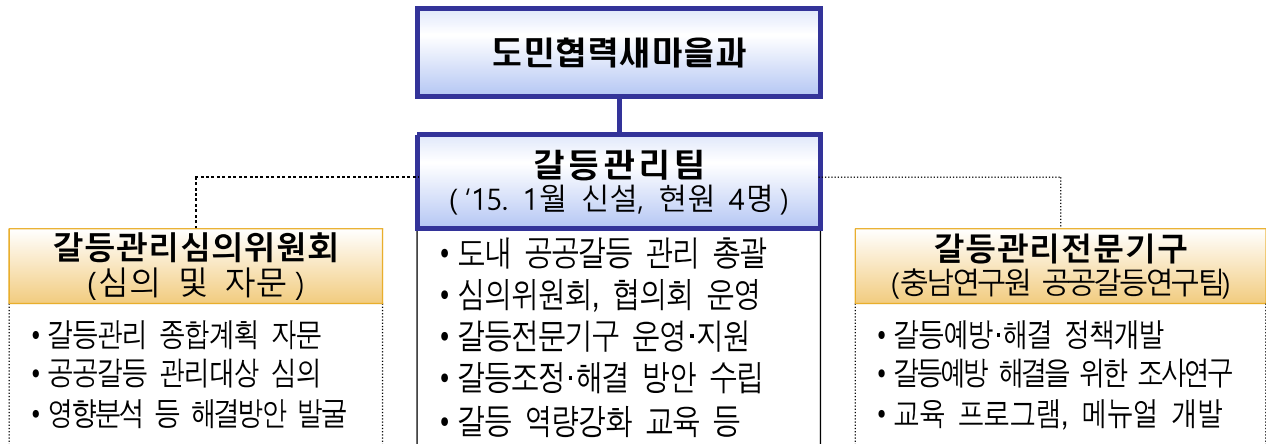 도민협력새마을과
갈등관리팀
( ‘15. 1월 신설, 현원 4명 )
• 도내 공공갈등 관리 총괄
• 심의위원회, 협의회 운영
• 갈등전문기구 운영·지원
• 갈등조정·해결 방안 수립
• 갈등 역량강화 교육 등
갈등관리심의위원회
(심의 및 자문 )
• 갈등관리 종합계획 자문
• 공공갈등 관리대상 심의
• 영향분석 등 해결방안 발굴
갈등관리전문기구
(충남연구원 공공갈등연구팀)
• 갈등예방·해결 정책개발
• 갈등예방 해결을 위한 조사연구
• 교육 프로그램, 메뉴얼 개발